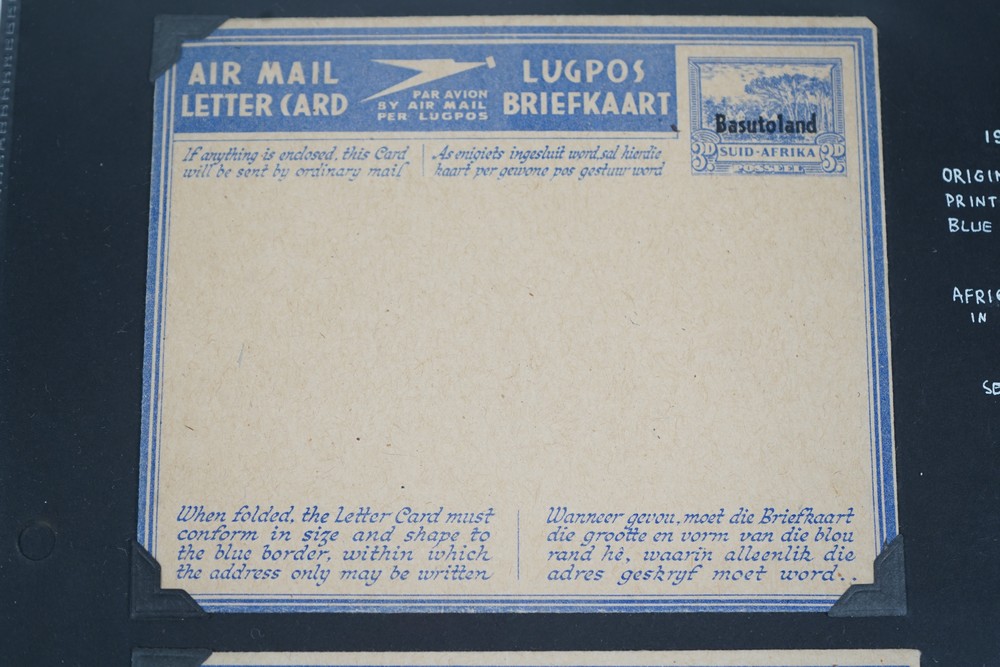 AIR MAIL
LETTER CARD
PAR AVION
BY AIR MAIL
PER LUGPOS
LUGPOS
BRIEFKAART
Basutoland
3D SUID-AFRIKA 3D
POSSEEL
If anything is enclosed, this Card
will be sent by ordinary mail
As enigiets ingesluit word, sal hierdie
kaart per gewone pos gestuur word
When folded, the Letter Card must
conform in size and shape to
the blue border, within which
the address only may be written
Wanneer gevou, moet die Briefkaart
die grootte en vorm van die blou
rand hê, waarin alleenlik die
adres geskryf moet word..
19
ORIGIN
PRINT
BLUE
AFRI
IN
SE